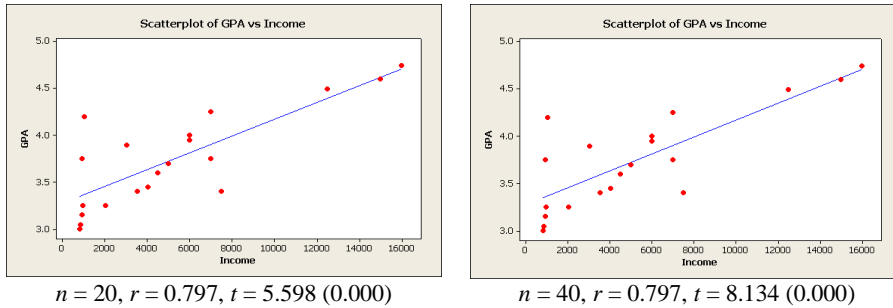 Scatterplot of GPA vs Income
5.0
4.5
4.0
3.5
3.0
GPA
0 2000 4000 6000 8000 10000 12000 14000 16000
Income
n = 20, r = 0.797, t = 5.598 (0.000)
Scatterplot of GPA vs Income
5.0
4.5
4.0
3.5
3.0
GPA
0 2000 4000 6000 8000 10000 12000 14000 16000
Income
n = 40, r = 0.797, t = 8.134 (0.000)